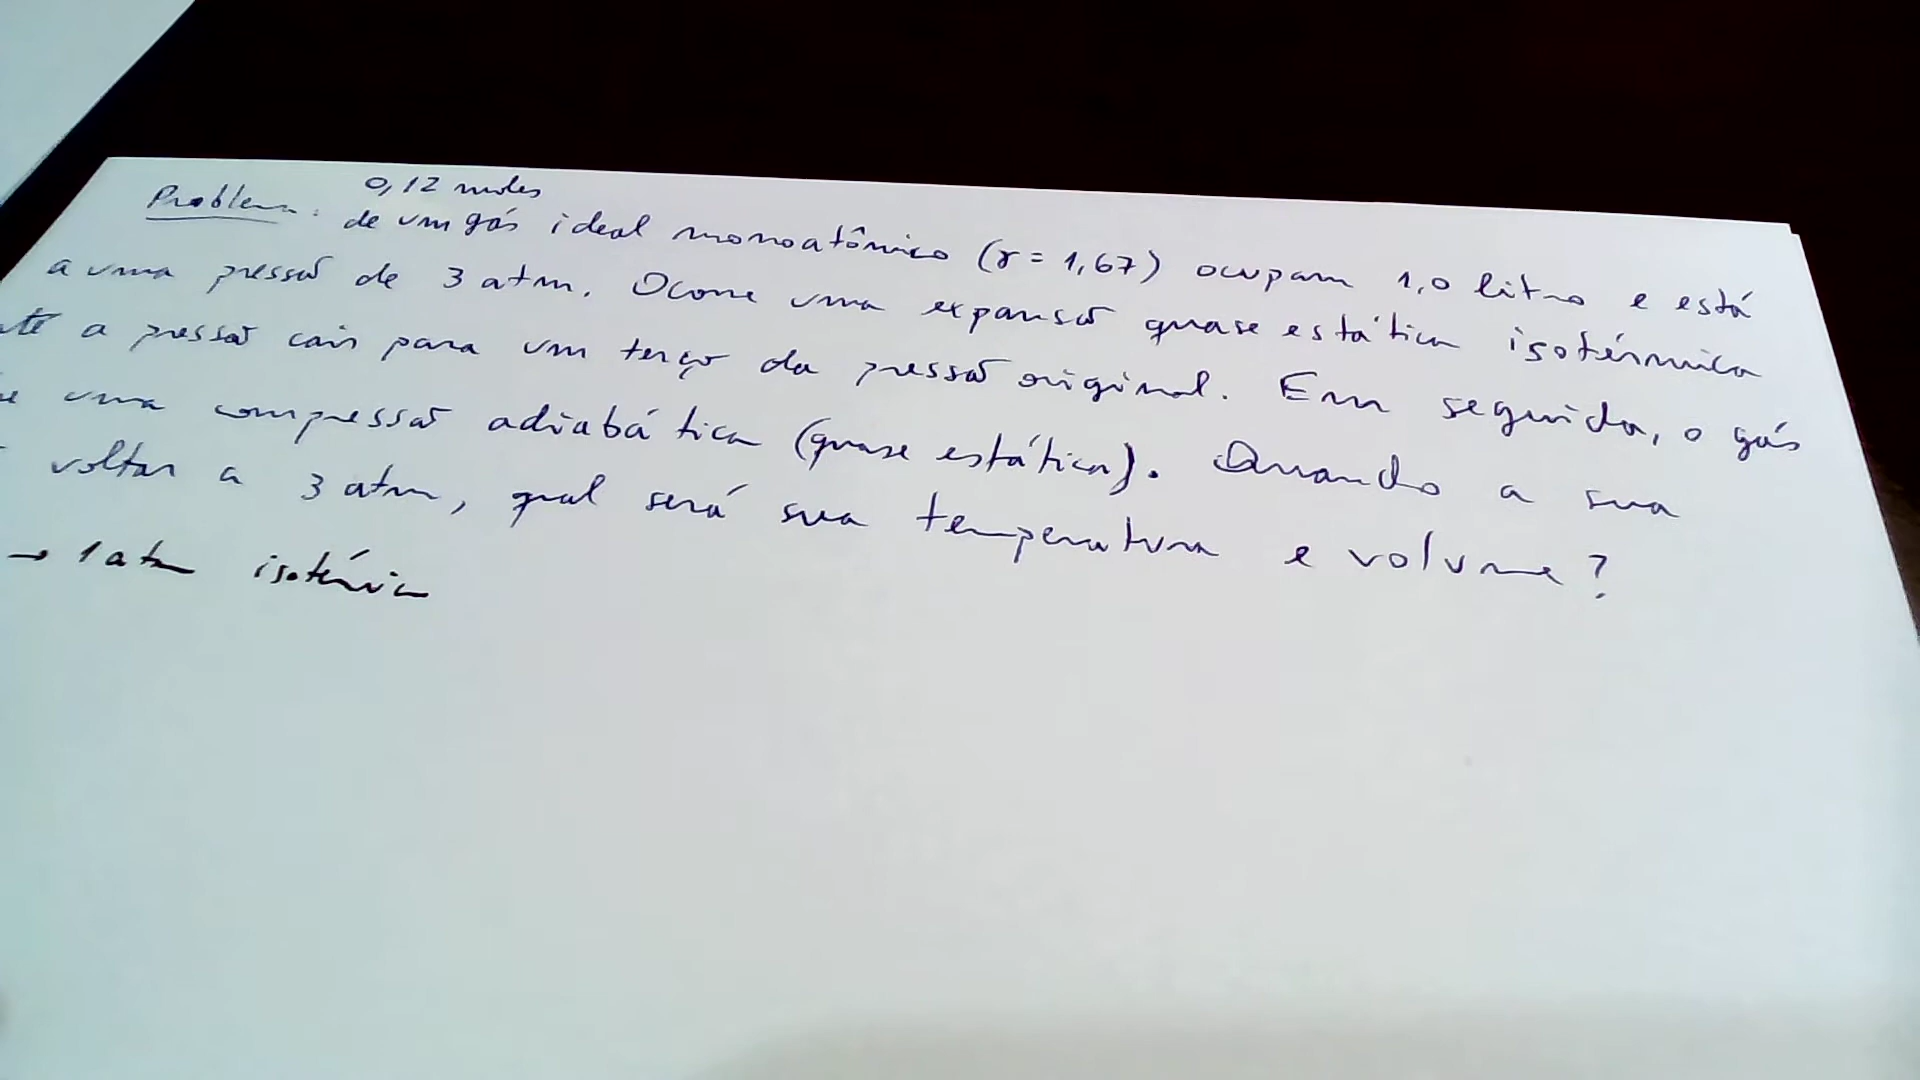 0,12 moles
Problema: de um gás ideal monoatômico (γ = 1,67) ocupam 1,0 litro e está
a uma pressão de 3 atm. Ocorre uma expansão quase estática isotérmica
até a pressão cair para um terço da pressão original. Em seguida, o gás
uma compressão adiabática (quase estática). Quando a sua
voltar a 3 atm, qual será sua temperatura e volume?
→ 1 atm isotérmic